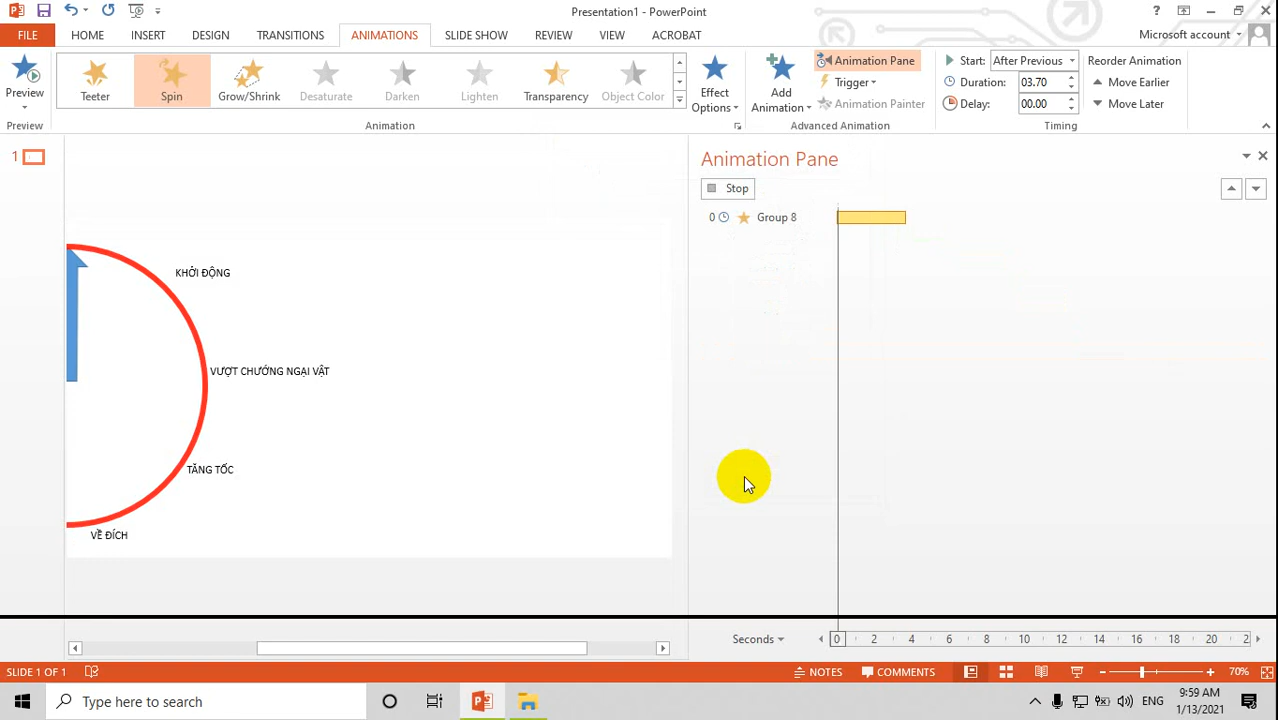 Presentation1 - PowerPoint
?
FILE HOME INSERT DESIGN TRANSITIONS ANIMATIONS SLIDE SHOW REVIEW VIEW ACROBAT
Microsoft account
Preview
Teeter
Spin
Grow/Shrink
Desaturate
Darken
Lighten
Transparency
Object Color
Effect
Options
Add
Animation
Animation Pane
Trigger
Animation Painter
Start: After Previous
Duration: 03.70
Delay: 00.00
Reorder Animation
Move Earlier
Move Later
Preview
Animation
Advanced Animation
Timing
1
Animation Pane
Stop
0 Group 8
KHỞI ĐỘNG
VƯỢT CHƯỚNG NGẠI VẬT
TĂNG TỐC
VỀ ĐÍCH
Seconds 0 2 4 6 8 10 12 14 16 18 20 2
SLIDE 1 OF 1
NOTES
COMMENTS
70%
Type here to search
ENG
9:59 AM
1/13/2021